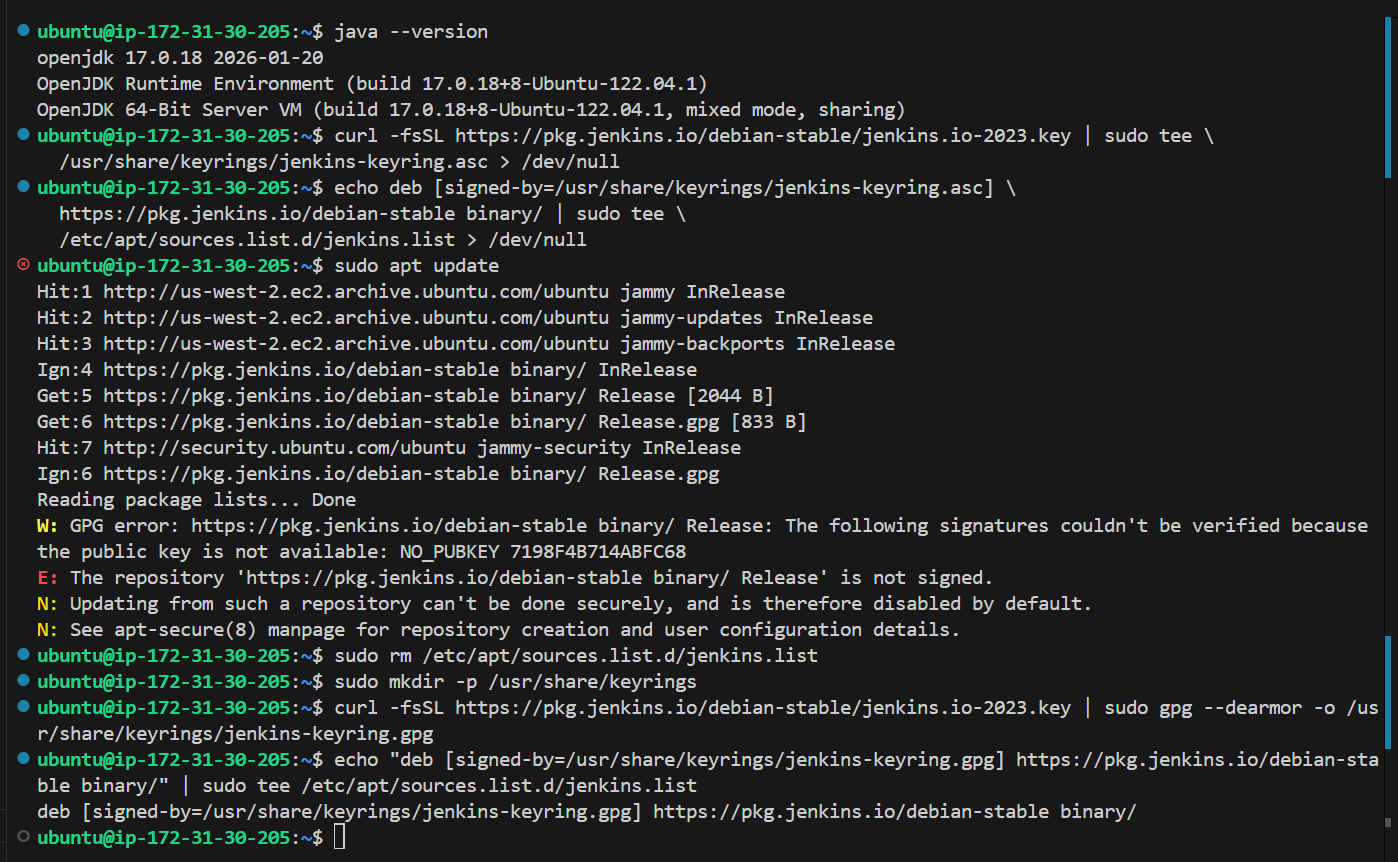 ubuntu@ip-172-31-30-205:~$ java --version
openjdk 17.0.18 2026-01-20
OpenJDK Runtime Environment (build 17.0.18+8-Ubuntu-122.04.1)
OpenJDK 64-Bit Server VM (build 17.0.18+8-Ubuntu-122.04.1, mixed mode, sharing)
ubuntu@ip-172-31-30-205:~$ curl -fsSL https://pkg.jenkins.io/debian-stable/jenkins.io-2023.key | sudo tee \
  /usr/share/keyrings/jenkins-keyring.asc > /dev/null
ubuntu@ip-172-31-30-205:~$ echo deb [signed-by=/usr/share/keyrings/jenkins-keyring.asc] \
  https://pkg.jenkins.io/debian-stable binary/ | sudo tee \
  /etc/apt/sources.list.d/jenkins.list > /dev/null
ubuntu@ip-172-31-30-205:~$ sudo apt update
Hit:1 http://us-west-2.ec2.archive.ubuntu.com/ubuntu jammy InRelease
Hit:2 http://us-west-2.ec2.archive.ubuntu.com/ubuntu jammy-updates InRelease
Hit:3 http://us-west-2.ec2.archive.ubuntu.com/ubuntu jammy-backports InRelease
Ign:4 https://pkg.jenkins.io/debian-stable binary/ InRelease
Get:5 https://pkg.jenkins.io/debian-stable binary/ Release [2044 B]
Get:6 https://pkg.jenkins.io/debian-stable binary/ Release.gpg [833 B]
Hit:7 http://security.ubuntu.com/ubuntu jammy-security InRelease
Ign:6 https://pkg.jenkins.io/debian-stable binary/ Release.gpg
Reading package lists... Done
W: GPG error: https://pkg.jenkins.io/debian-stable binary/ Release: The following signatures couldn't be verified because
the public key is not available: NO_PUBKEY 7198F4B714ABFC68
E: The repository 'https://pkg.jenkins.io/debian-stable binary/ Release' is not signed.
N: Updating from such a repository can't be done securely, and is therefore disabled by default.
N: See apt-secure(8) manpage for repository creation and user configuration details.
ubuntu@ip-172-31-30-205:~$ sudo rm /etc/apt/sources.list.d/jenkins.list
ubuntu@ip-172-31-30-205:~$ sudo mkdir -p /usr/share/keyrings
ubuntu@ip-172-31-30-205:~$ curl -fsSL https://pkg.jenkins.io/debian-stable/jenkins.io-2023.key | sudo gpg --dearmor -o /us
r/share/keyrings/jenkins-keyring.gpg
ubuntu@ip-172-31-30-205:~$ echo "deb [signed-by=/usr/share/keyrings/jenkins-keyring.gpg] https://pkg.jenkins.io/debian-sta
ble binary/" | sudo tee /etc/apt/sources.list.d/jenkins.list
deb [signed-by=/usr/share/keyrings/jenkins-keyring.gpg] https://pkg.jenkins.io/debian-stable binary/
ubuntu@ip-172-31-30-205:~$